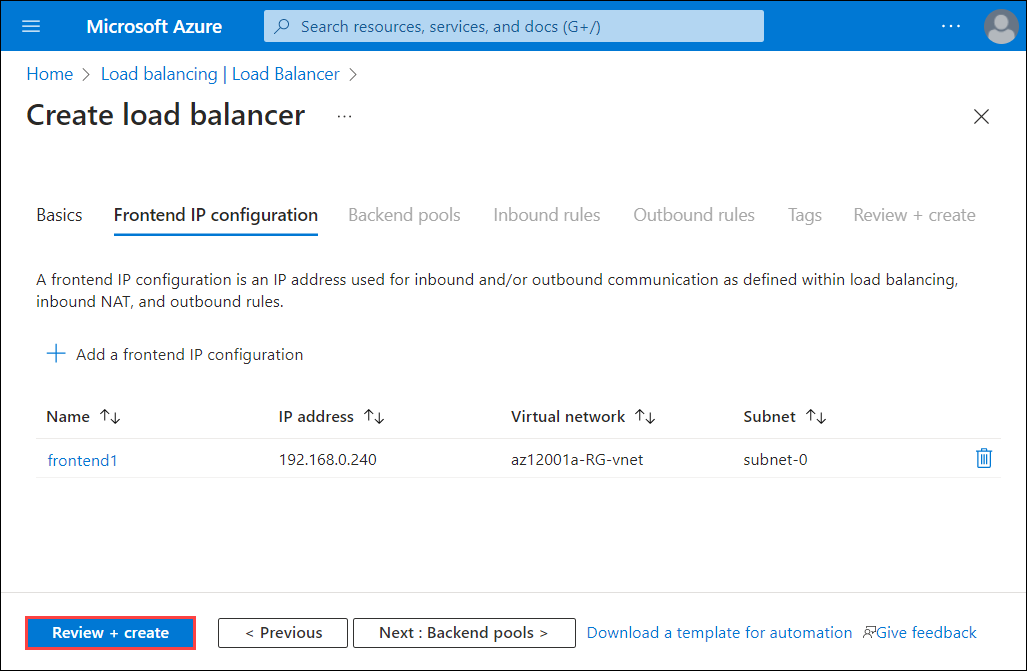 Microsoft Azure
Search resources, services, and docs (G+/)
...
Home > Load balancing | Load Balancer >
Create load balancer ...
Basics Frontend IP configuration Backend pools Inbound rules Outbound rules Tags Review + create
A frontend IP configuration is an IP address used for inbound and/or outbound communication as defined within load balancing,
inbound NAT, and outbound rules.
+ Add a frontend IP configuration
Name ↑↓ IP address ↑↓ Virtual network ↑↓ Subnet ↑↓
frontend1 192.168.0.240 az12001a-RG-vnet subnet-0
Review + create < Previous Next : Backend pools > Download a template for automation Give feedback